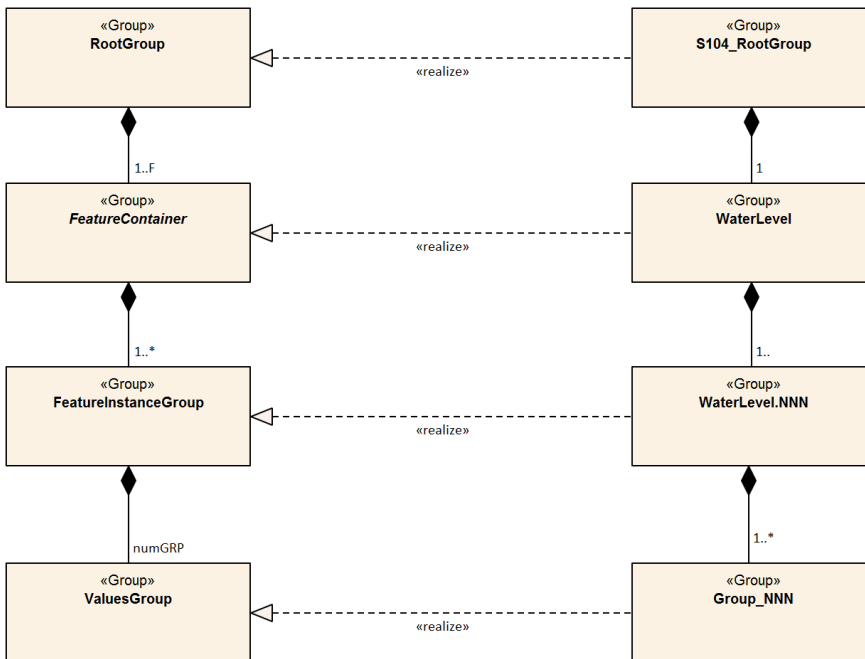 «Group»
RootGroup
«realize»
«Group»
S104_RootGroup
1..F
1
«Group»
FeatureContainer
«realize»
«Group»
WaterLevel
1..*
1..
«Group»
FeatureInstanceGroup
«realize»
«Group»
WaterLevel.NNN
numGRP
1..*
«Group»
ValuesGroup
«realize»
«Group»
Group_NNN